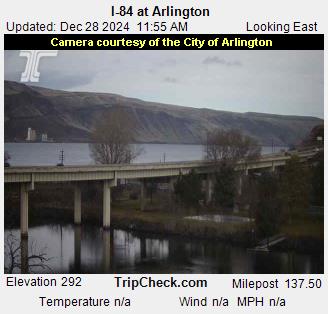 I-84 at Arlington
Updated: Dec 28 2024 11:55 AM Looking East
Camera courtesy of the City of Arlington
Elevation 292 TripCheck.com Milepost 137.50
Temperature n/a Wind n/a MPH n/a